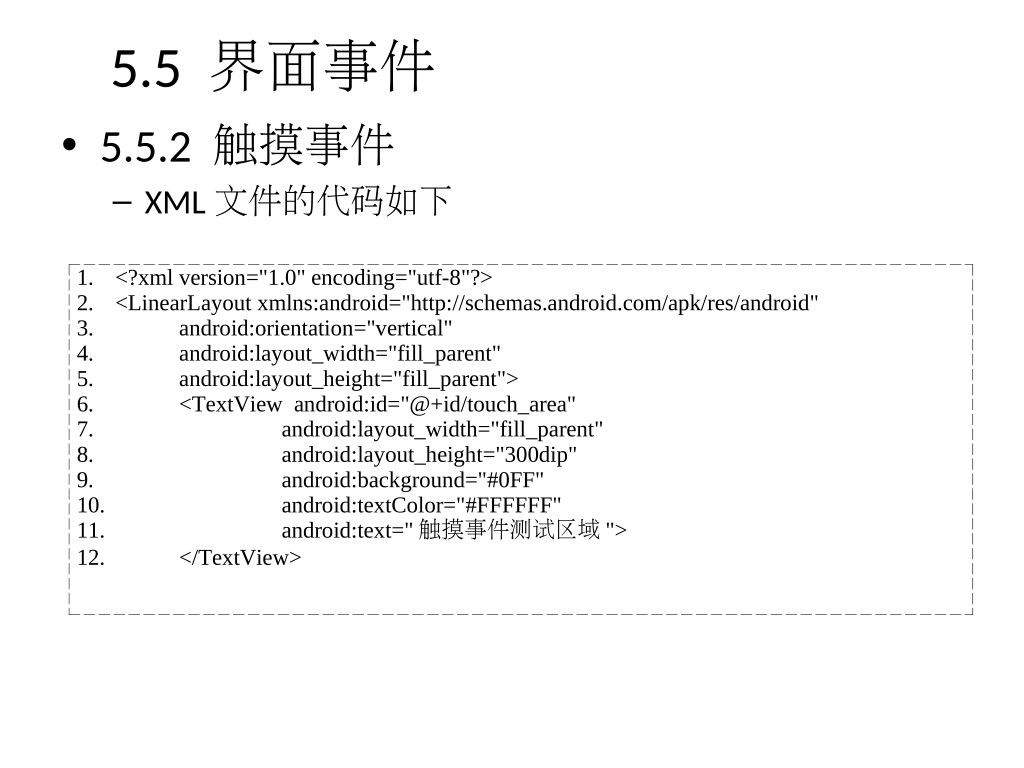 5.5 界面事件
• 5.5.2 触摸事件
– XML 文件的代码如下
1. <?xml version="1.0" encoding="utf-8"?>
2. <LinearLayout xmlns:android="http://schemas.android.com/apk/res/android"
3. android:orientation="vertical"
4. android:layout_width="fill_parent"
5. android:layout_height="fill_parent">
6. <TextView  android:id="@+id/touch_area"
7. android:layout_width="fill_parent"
8. android:layout_height="300dip"
9. android:background="#0FF"
10. android:textColor="#FFFFFF"
11. android:text=" 触摸事件测试区域 ">
12. </TextView>